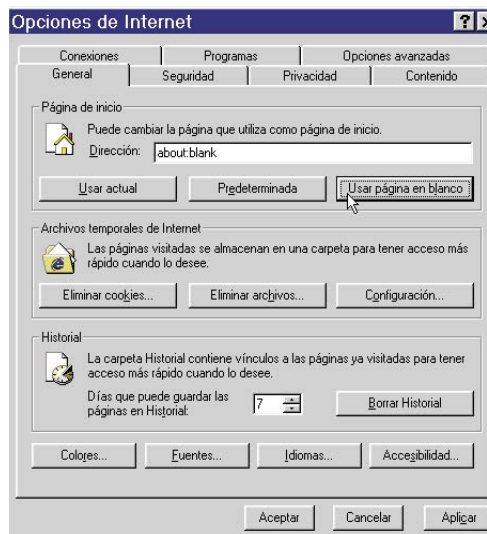 Opciones de Internet
Conexiones Programas Opciones avanzadas
General Seguridad Privacidad Contenido
Página de inicio
Puede cambiar la página que utiliza como página de inicio.
Dirección: about:blank
Usar actual Predeterminada Usar página en blanco
Archivos temporales de Internet
Las páginas visitadas se almacenan en una carpeta para tener acceso más
rápido cuando lo desee.
Eliminar cookies... Eliminar archivos... Configuración...
Historial
La carpeta Historial contiene vínculos a las páginas ya visitadas para tener
acceso más rápido cuando lo desee.
Días que puede guardar las
páginas en Historial: 7 Borrar Historial
Colores... Fuentes... Idiomas... Accesibilidad...
Aceptar Cancelar Aplicar